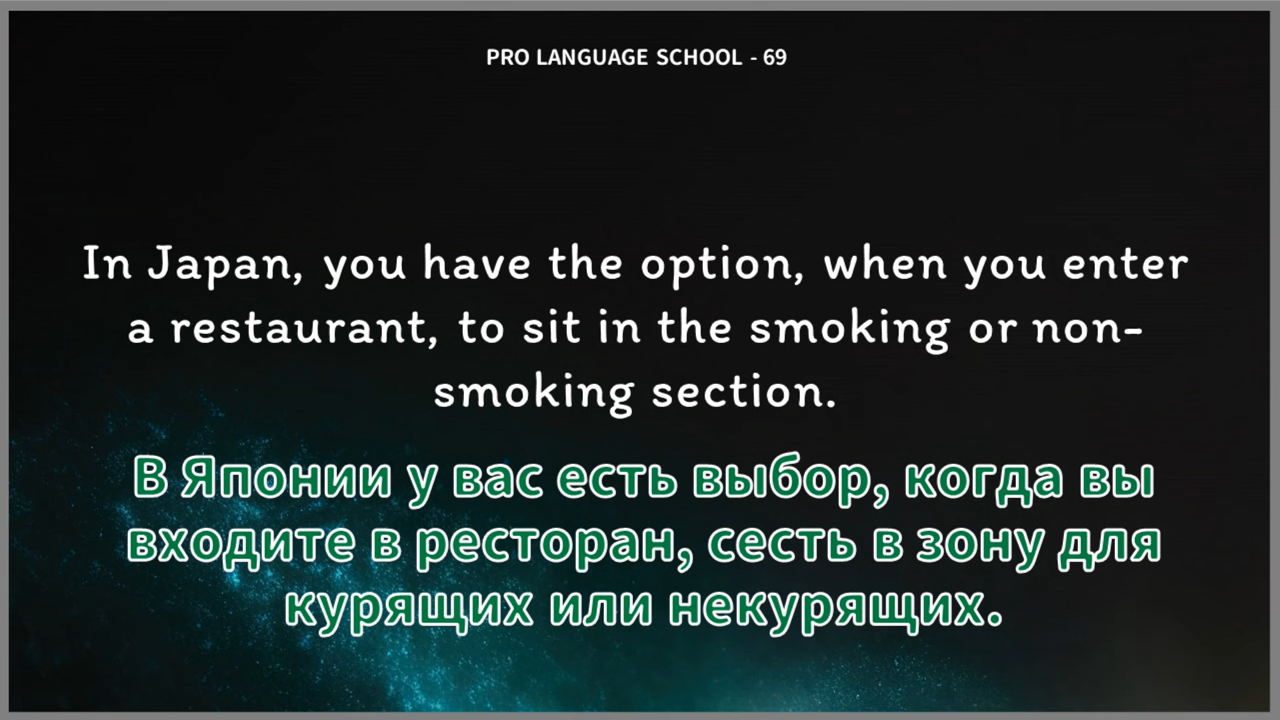 PRO LANGUAGE SCHOOL - 69
In Japan, you have the option, when you enter
a restaurant, to sit in the smoking or non-
smoking section.
В Японии у вас есть выбор, когда вы
входите в ресторан, сесть в зону для
курящих или некурящих.